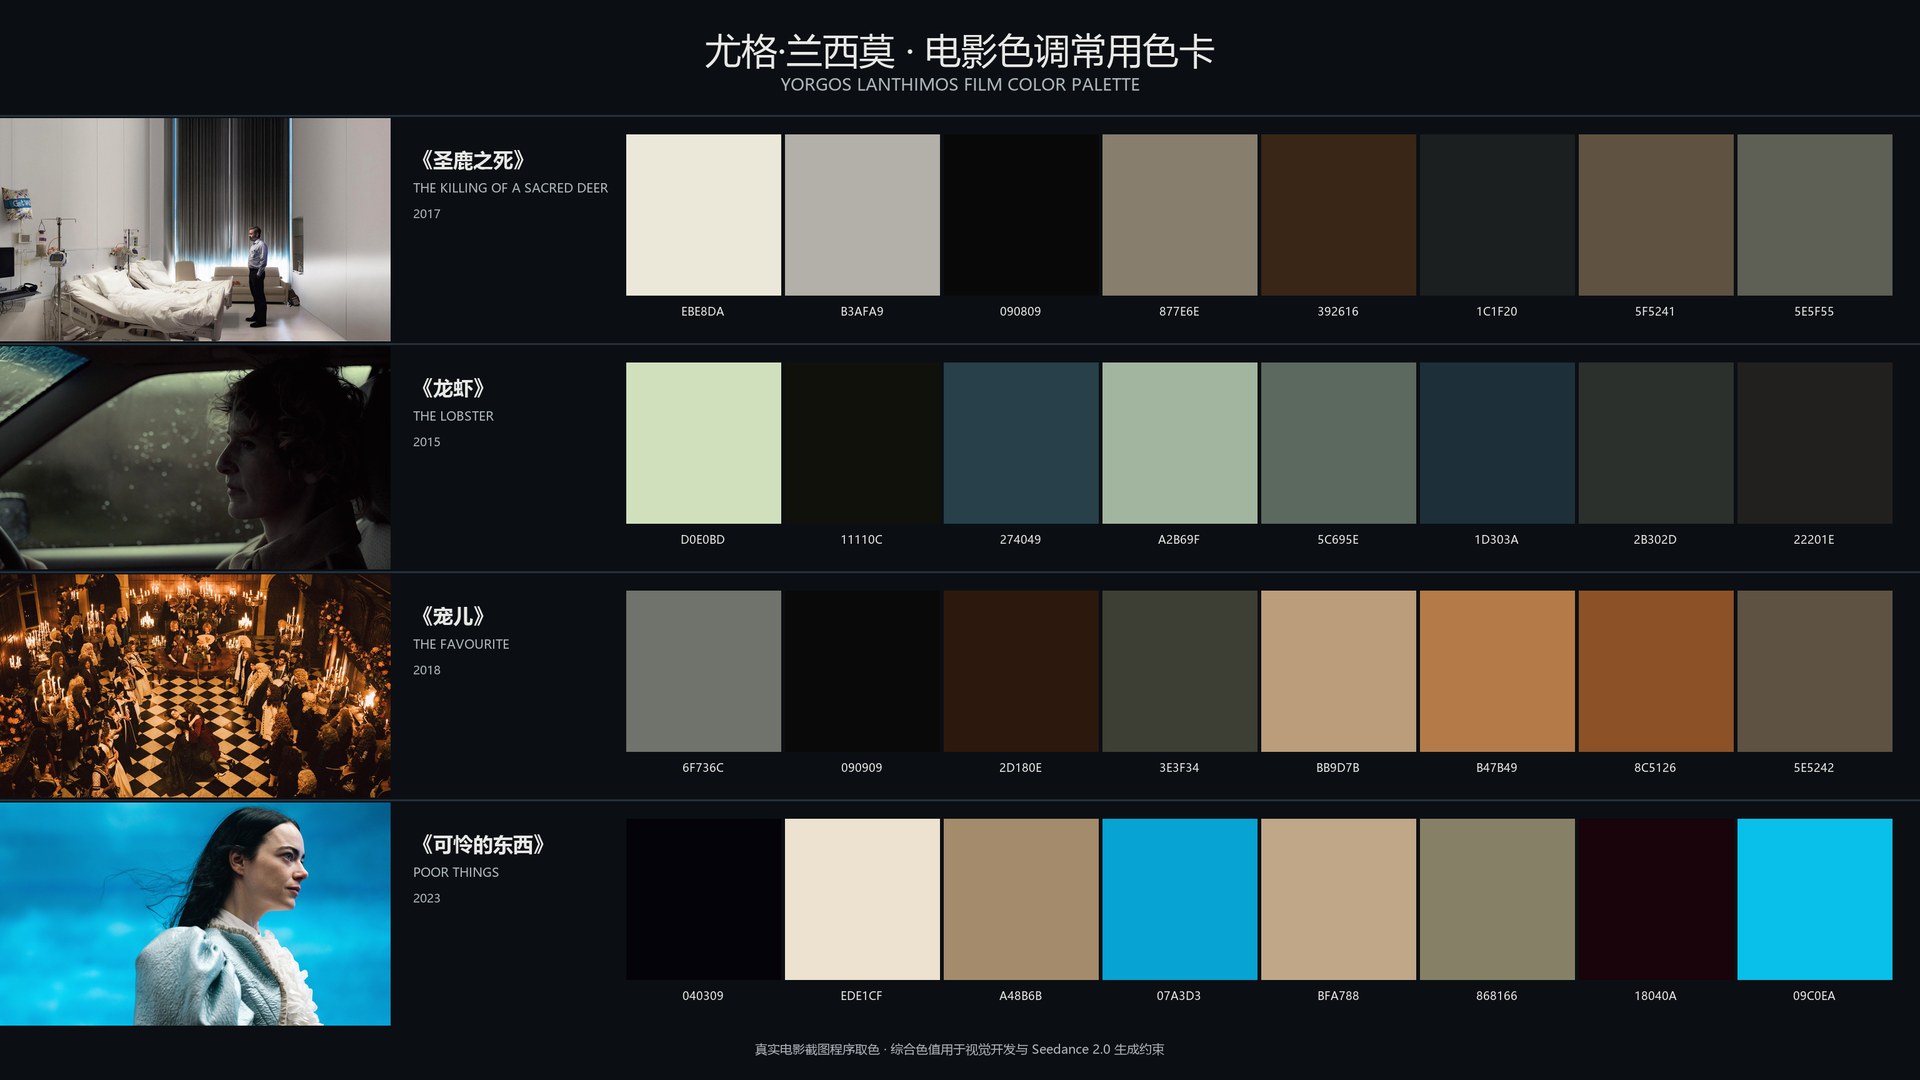 尤格·兰西莫 · 电影色调常用色卡
YORGOS LANTHIMOS FILM COLOR PALETTE
《圣鹿之死》
THE KILLING OF A SACRED DEER
2017
EBE8DA B3AFA9 090809 877E6E 392616 1C1F20 5F5241 5E5F55
《龙虾》
THE LOBSTER
2015
D0E0BD 11110C 274049 A2B69F 5C695E 1D303A 2B302D 22201E
《宠儿》
THE FAVOURITE
2018
6F736C 090909 2D180E 3E3F34 BB9D7B B47B49 8C5126 5E5242
《可怜的东西》
POOR THINGS
2023
040309 EDE1CF A48B6B 07A3D3 BFA788 868166 18040A 09C0EA
真实电影截图程序取色 · 综合色值用于视觉开发与 Seedance 2.0 生成约束